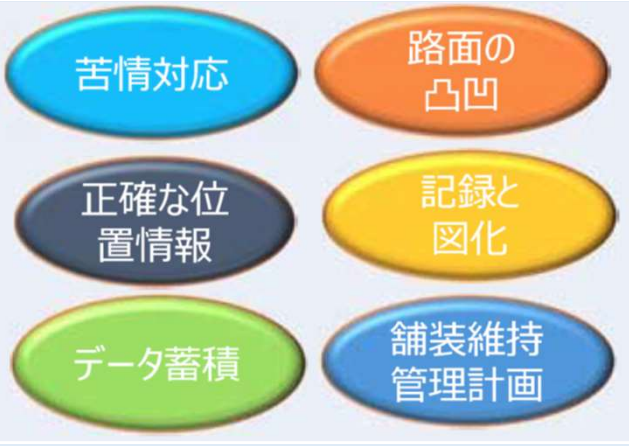 苦情対応
路面の
凸凹
正確な位
置情報
記録と
図化
データ蓄積
舗装維持
管理計画